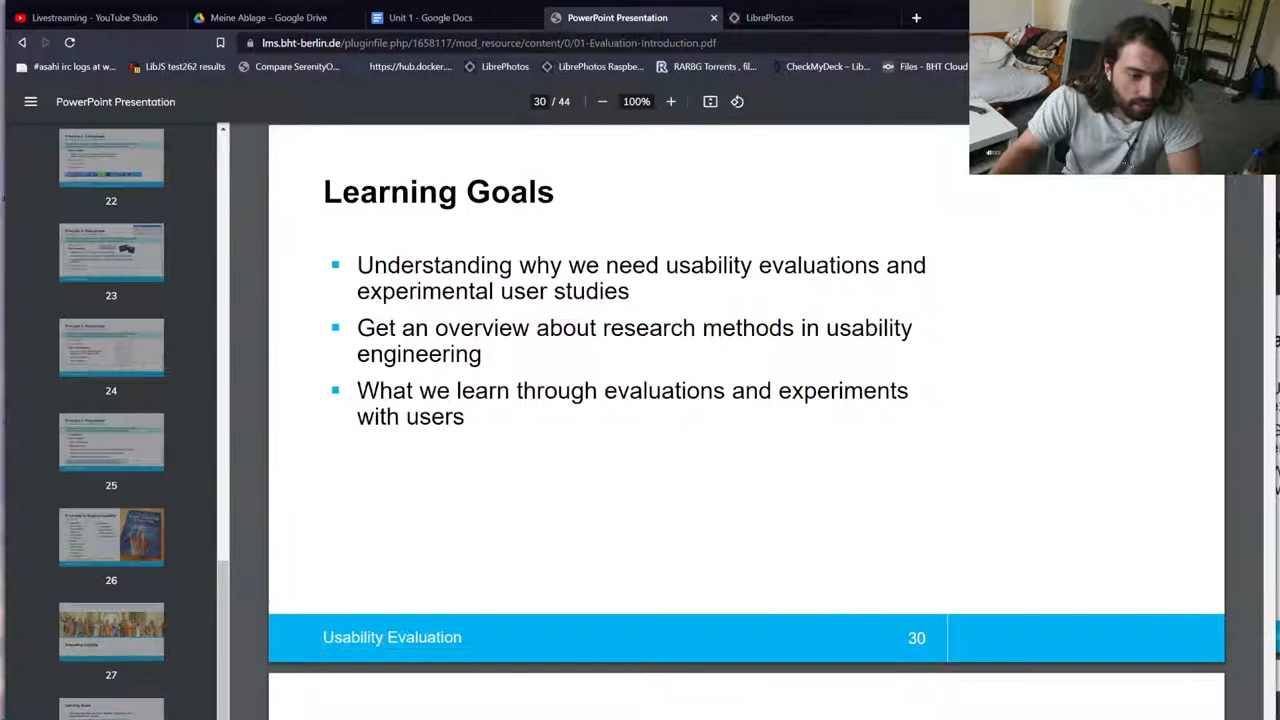 Livestreaming - YouTube Studio
Meine Ablage – Google Drive
Unit 1 - Google Docs
PowerPoint Presentation
LibrePhotos
lms.bht-berlin.de/pluginfile.php/1658117/mod_resource/content/0/01-Evaluation-Introduction.pdf
#asahi irc logs at w...
LibJS test262 results
Compare SerenityO...
https://hub.docker....
LibrePhotos
LibrePhotos Raspbe...
RARBG Torrents , fil...
CheckMyDeck – Lib...
Files - BHT Cloud
PowerPoint Presentation
30 / 44
100%
22
23
24
25
26
27
Learning Goals
Understanding why we need usability evaluations and
experimental user studies
Get an overview about research methods in usability
engineering
What we learn through evaluations and experiments
with users
Usability Evaluation
30